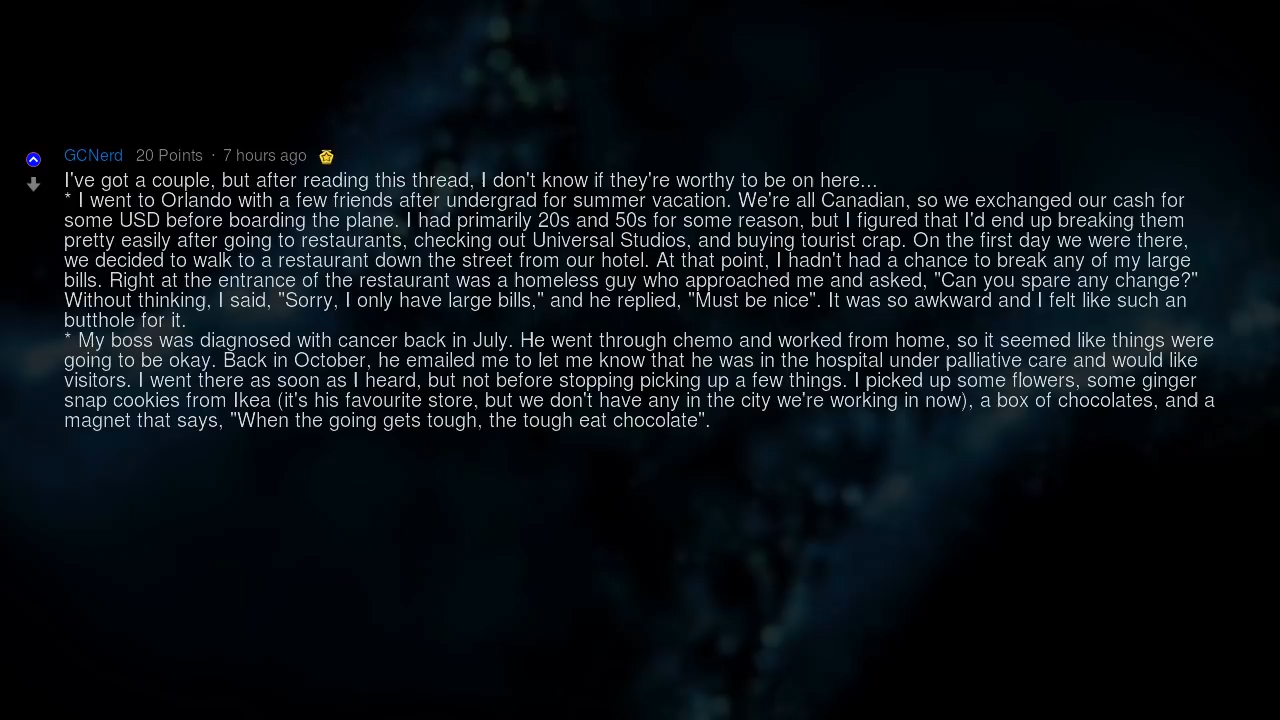 GCNerd 20 Points · 7 hours ago
I've got a couple, but after reading this thread, I don't know if they're worthy to be on here...
* I went to Orlando with a few friends after undergrad for summer vacation. We're all Canadian, so we exchanged our cash for
some USD before boarding the plane. I had primarily 20s and 50s for some reason, but I figured that I'd end up breaking them
pretty easily after going to restaurants, checking out Universal Studios, and buying tourist crap. On the first day we were there,
we decided to walk to a restaurant down the street from our hotel. At that point, I hadn't had a chance to break any of my large
bills. Right at the entrance of the restaurant was a homeless guy who approached me and asked, "Can you spare any change?"
Without thinking, I said, "Sorry, I only have large bills," and he replied, "Must be nice". It was so awkward and I felt like such an
butthole for it.
* My boss was diagnosed with cancer back in July. He went through chemo and worked from home, so it seemed like things were
going to be okay. Back in October, he emailed me to let me know that he was in the hospital under palliative care and would like
visitors. I went there as soon as I heard, but not before stopping picking up a few things. I picked up some flowers, some ginger
snap cookies from Ikea (it's his favourite store, but we don't have any in the city we're working in now), a box of chocolates, and a
magnet that says, "When the going gets tough, the tough eat chocolate".